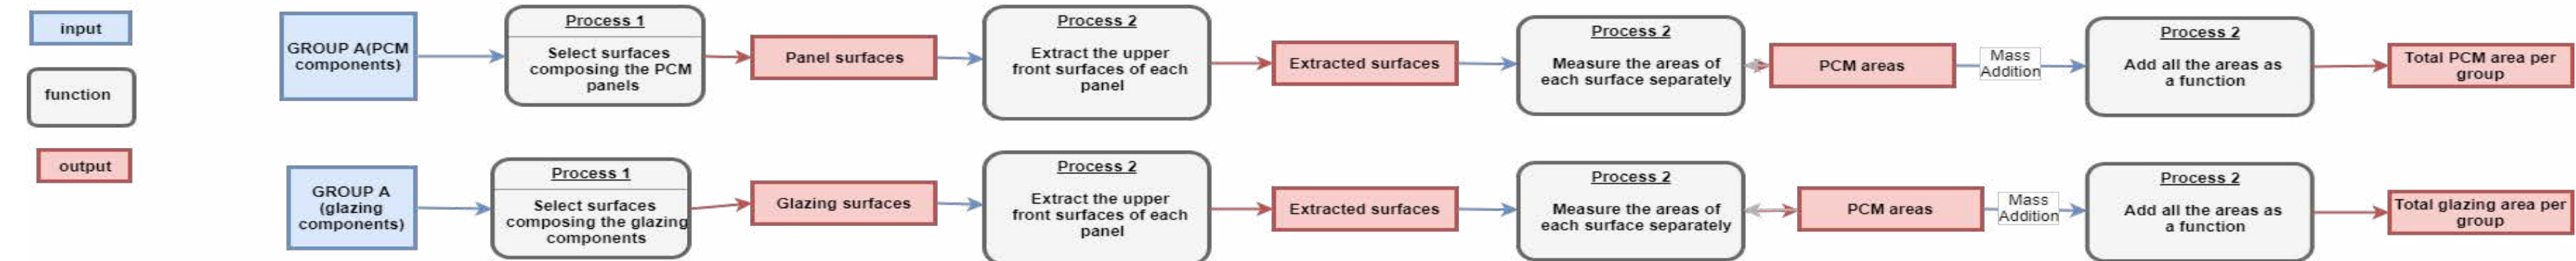 input
function
output
GROUP A(PCM
components)
Process 1
Select surfaces
composing the PCM
panels
Panel surfaces
Process 2
Extract the upper
front surfaces of each
panel
Extracted surfaces
Process 2
Measure the areas of
each surface separately
PCM areas
Mass
Addition
Process 2
Add all the areas as
a function
Total PCM area per
group
GROUP A
(glazing
components)
Process 1
Select surfaces
composing the glazing
components
Glazing surfaces
Process 2
Extract the upper
front surfaces of each
panel
Extracted surfaces
Process 2
Measure the areas of
each surface separately
PCM areas
Mass
Addition
Process 2
Add all the areas as
a function
Total glazing area per
group